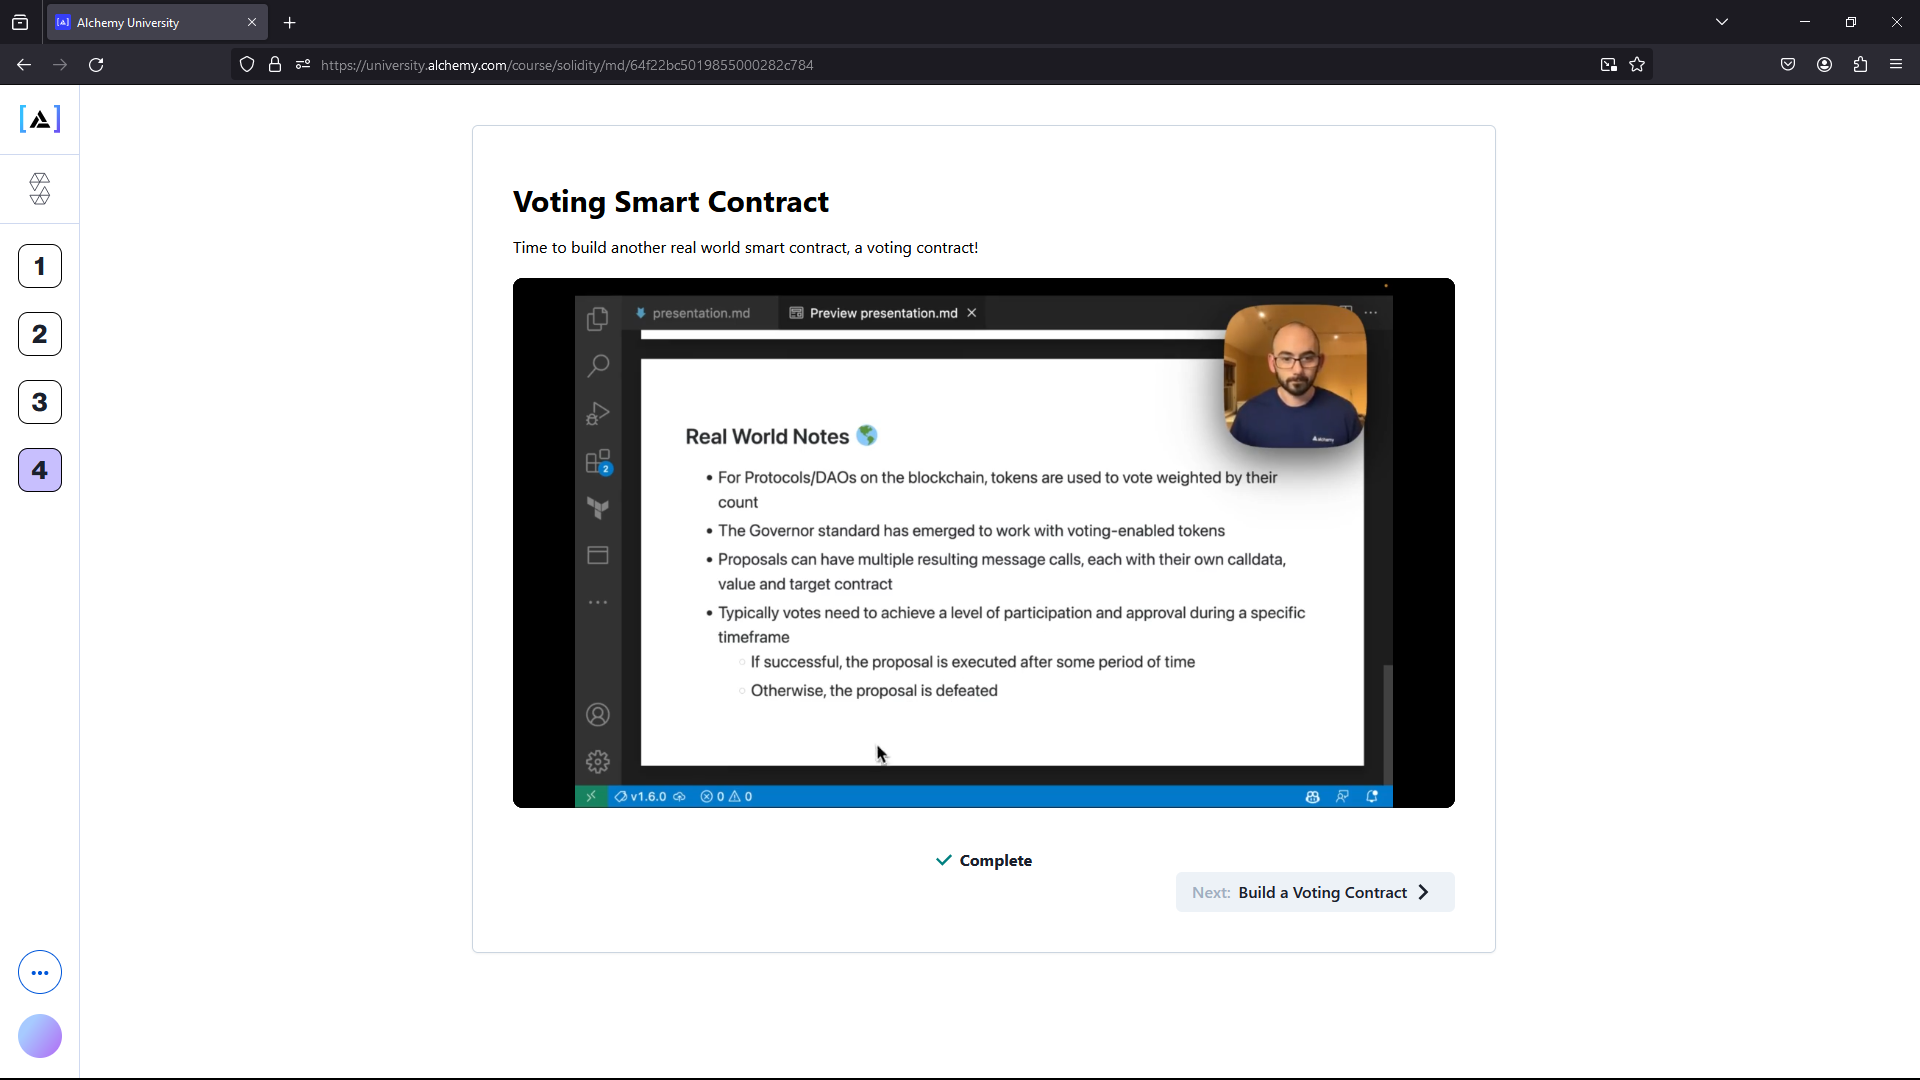 Alchemy University
https://university.alchemy.com/course/solidity/md/64f22bc5019855000282c784
1
2
3
4
Voting Smart Contract
Time to build another real world smart contract, a voting contract!
presentation.md
Preview presentation.md
Real World Notes
• For Protocols/DAOs on the blockchain, tokens are used to vote weighted by their
count
• The Governor standard has emerged to work with voting-enabled tokens
• Proposals can have multiple resulting message calls, each with their own calldata,
value and target contract
• Typically votes need to achieve a level of participation and approval during a specific
timeframe
If successful, the proposal is executed after some period of time
Otherwise, the proposal is defeated
2
alchemy
v1.6.0 0 0
Complete
Next: Build a Voting Contract